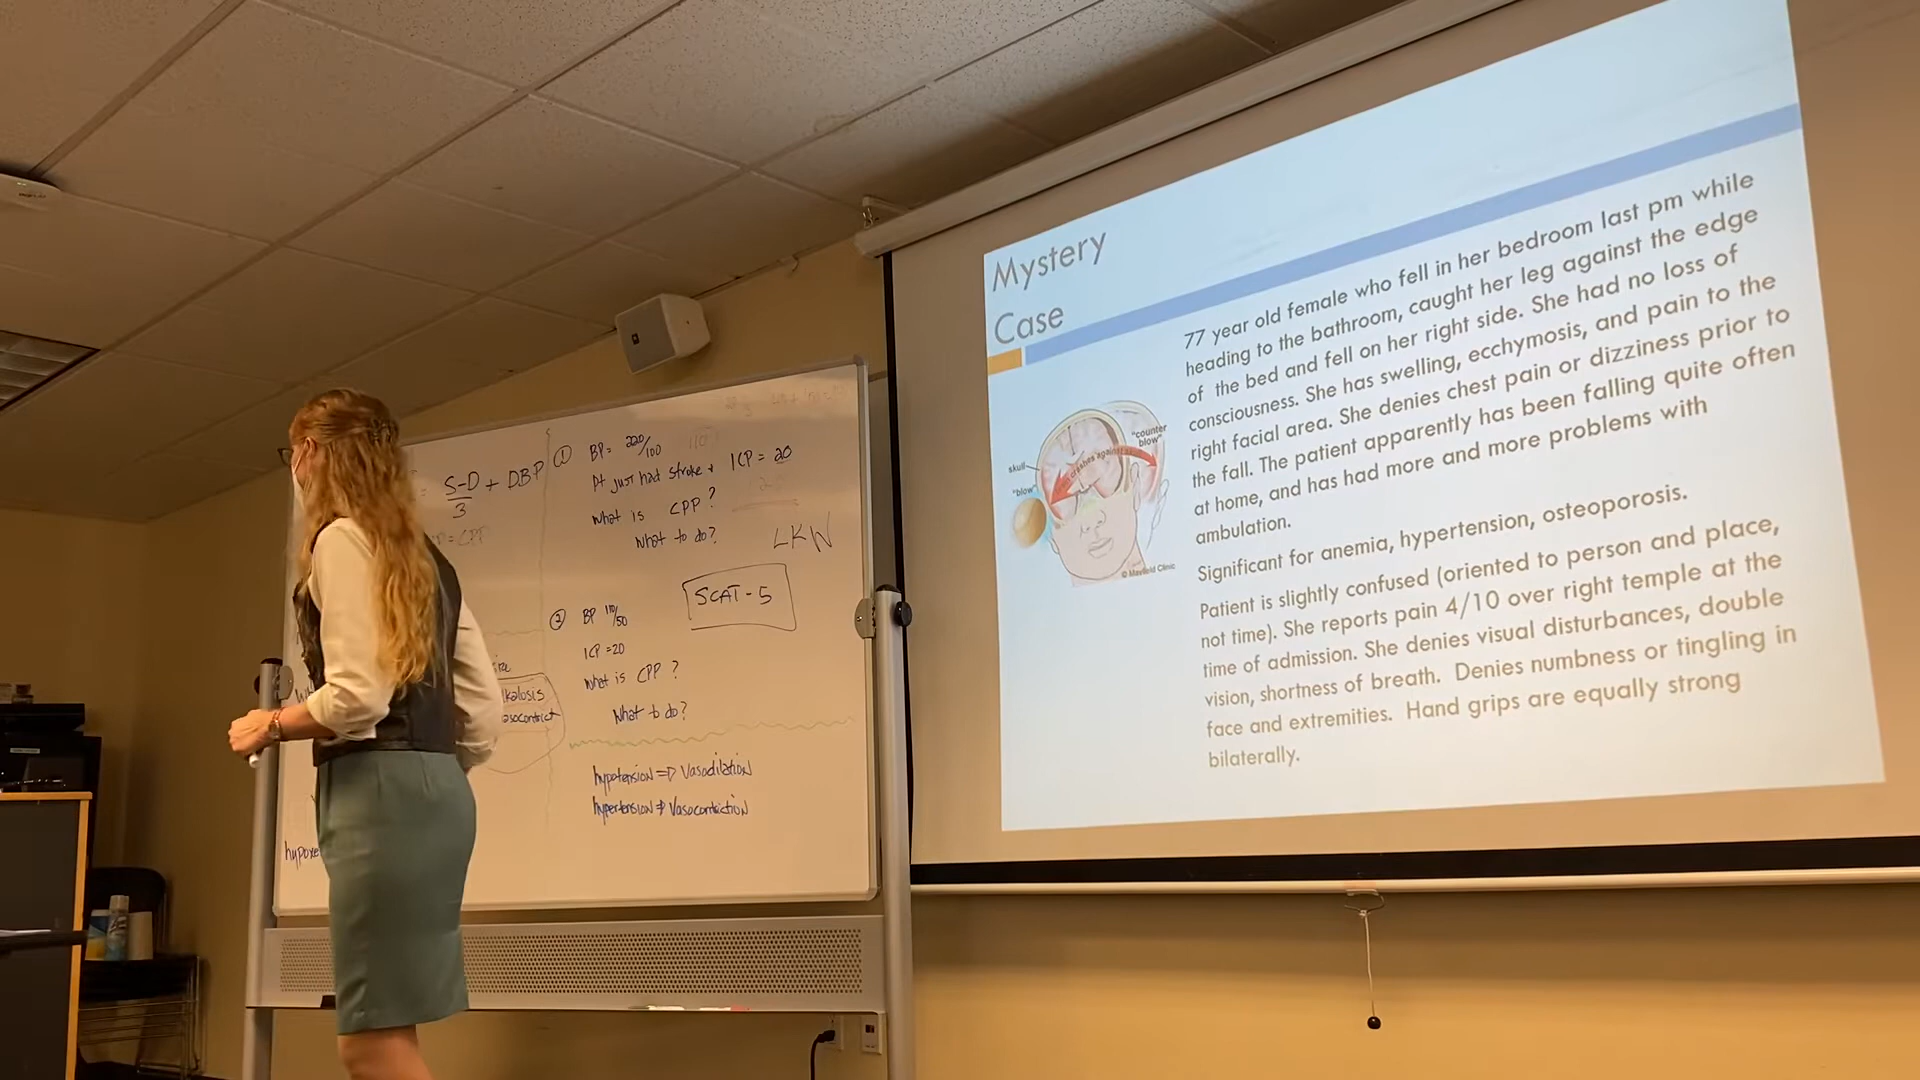 S-D + DBP
3
= CPP
① BP = 220/100
Pt just had stroke + ICP = 20
What is CPP?
What to do?
LKW
SCAT-5
② BP 110/50
ICP = 20
What is CPP?
What to do?
lkalosis
asocontrict
hypotension => Vasodilation
hypertension => Vasocontriction
hypoxe
Mystery
Case
77 year old female who fell in her bedroom last pm while
heading to the bathroom, caught her leg against the edge
of the bed and fell on her right side. She had no loss of
consciousness. She has swelling, ecchymosis, and pain to the
right facial area. She denies chest pain or dizziness prior to
the fall. The patient apparently has been falling quite often
at home, and has had more and more problems with
ambulation.
Significant for anemia, hypertension, osteoporosis.
Patient is slightly confused (oriented to person and place,
not time). She reports pain 4/10 over right temple at the
time of admission. She denies visual disturbances, double
vision, shortness of breath. Denies numbness or tingling in
face and extremities. Hand grips are equally strong
bilaterally.
skull
"blow"
crashes against
"counter
blow"
© Mayfield Clinic